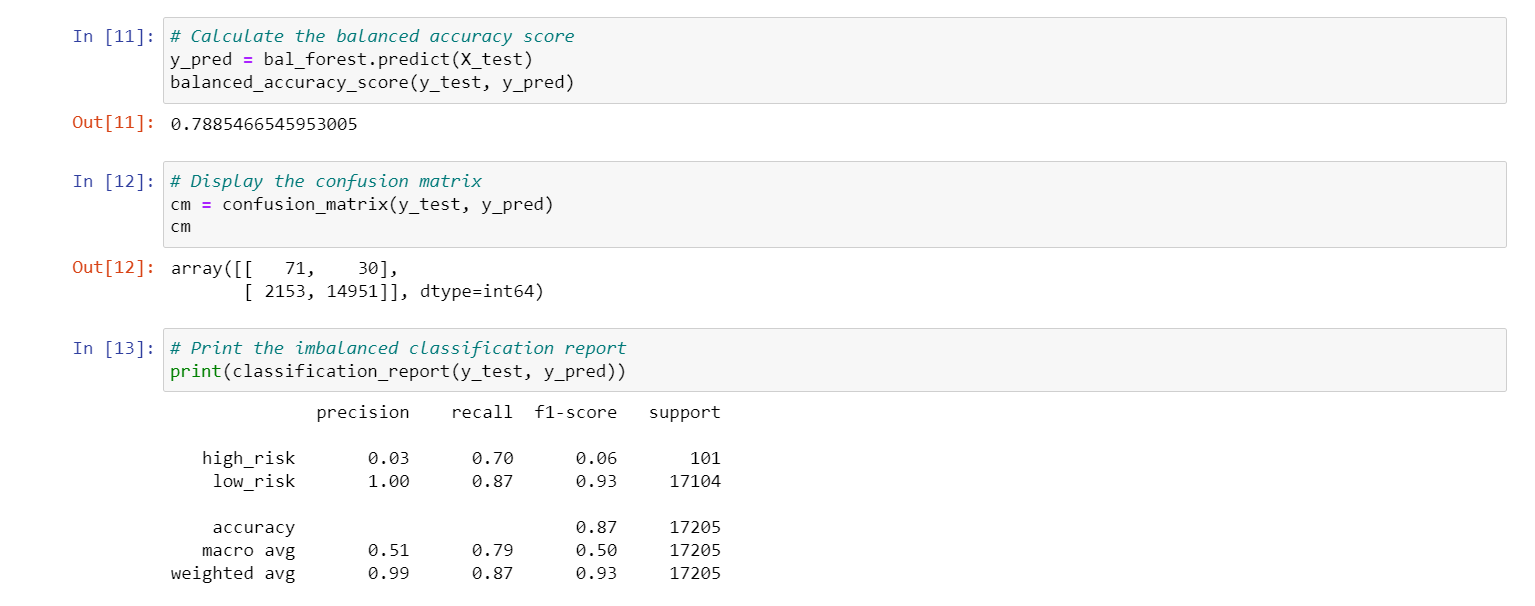 In [11]: # Calculate the balanced accuracy score
y_pred = bal_forest.predict(X_test)
balanced_accuracy_score(y_test, y_pred)
Out[11]: 0.7885466545953005
In [12]: # Display the confusion matrix
cm = confusion_matrix(y_test, y_pred)
cm
Out[12]: array([[   71,    30],
       [ 2153, 14951]], dtype=int64)
In [13]: # Print the imbalanced classification report
print(classification_report(y_test, y_pred))
              precision    recall  f1-score   support
   high_risk       0.03      0.70      0.06       101
    low_risk       1.00      0.87      0.93     17104
    accuracy                           0.87     17205
   macro avg       0.51      0.79      0.50     17205
weighted avg       0.99      0.87      0.93     17205